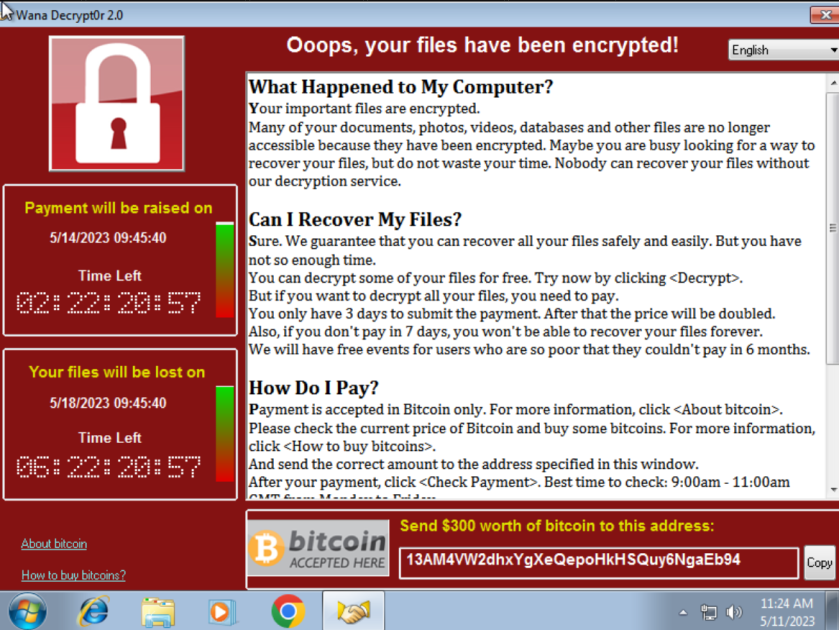 Wana Decrypt0r 2.0
Ooops, your files have been encrypted!
English
What Happened to My Computer?
Your important files are encrypted.
Many of your documents, photos, videos, databases and other files are no longer
accessible because they have been encrypted. Maybe you are busy looking for a way to
recover your files, but do not waste your time. Nobody can recover your files without
our decryption service.
Can I Recover My Files?
Sure. We guarantee that you can recover all your files safely and easily. But you have
not so enough time.
You can decrypt some of your files for free. Try now by clicking <Decrypt>.
But if you want to decrypt all your files, you need to pay.
You only have 3 days to submit the payment. After that the price will be doubled.
Also, if you don't pay in 7 days, you won't be able to recover your files forever.
We will have free events for users who are so poor that they couldn't pay in 6 months.
How Do I Pay?
Payment is accepted in Bitcoin only. For more information, click <About bitcoin>.
Please check the current price of Bitcoin and buy some bitcoins. For more information,
click <How to buy bitcoins>.
And send the correct amount to the address specified in this window.
After your payment, click <Check Payment>. Best time to check: 9:00am - 11:00am
GMT from Monday to Friday.
Payment will be raised on
5/14/2023 09:45:40
Time Left
02:22:20:57
Your files will be lost on
5/18/2023 09:45:40
Time Left
06:22:20:57
About bitcoin
How to buy bitcoins?
bitcoin
ACCEPTED HERE
Send $300 worth of bitcoin to this address:
13AM4VW2dhxYgXeQepoHkHSQuy6NgaEb94
Copy
11:24 AM
5/11/2023